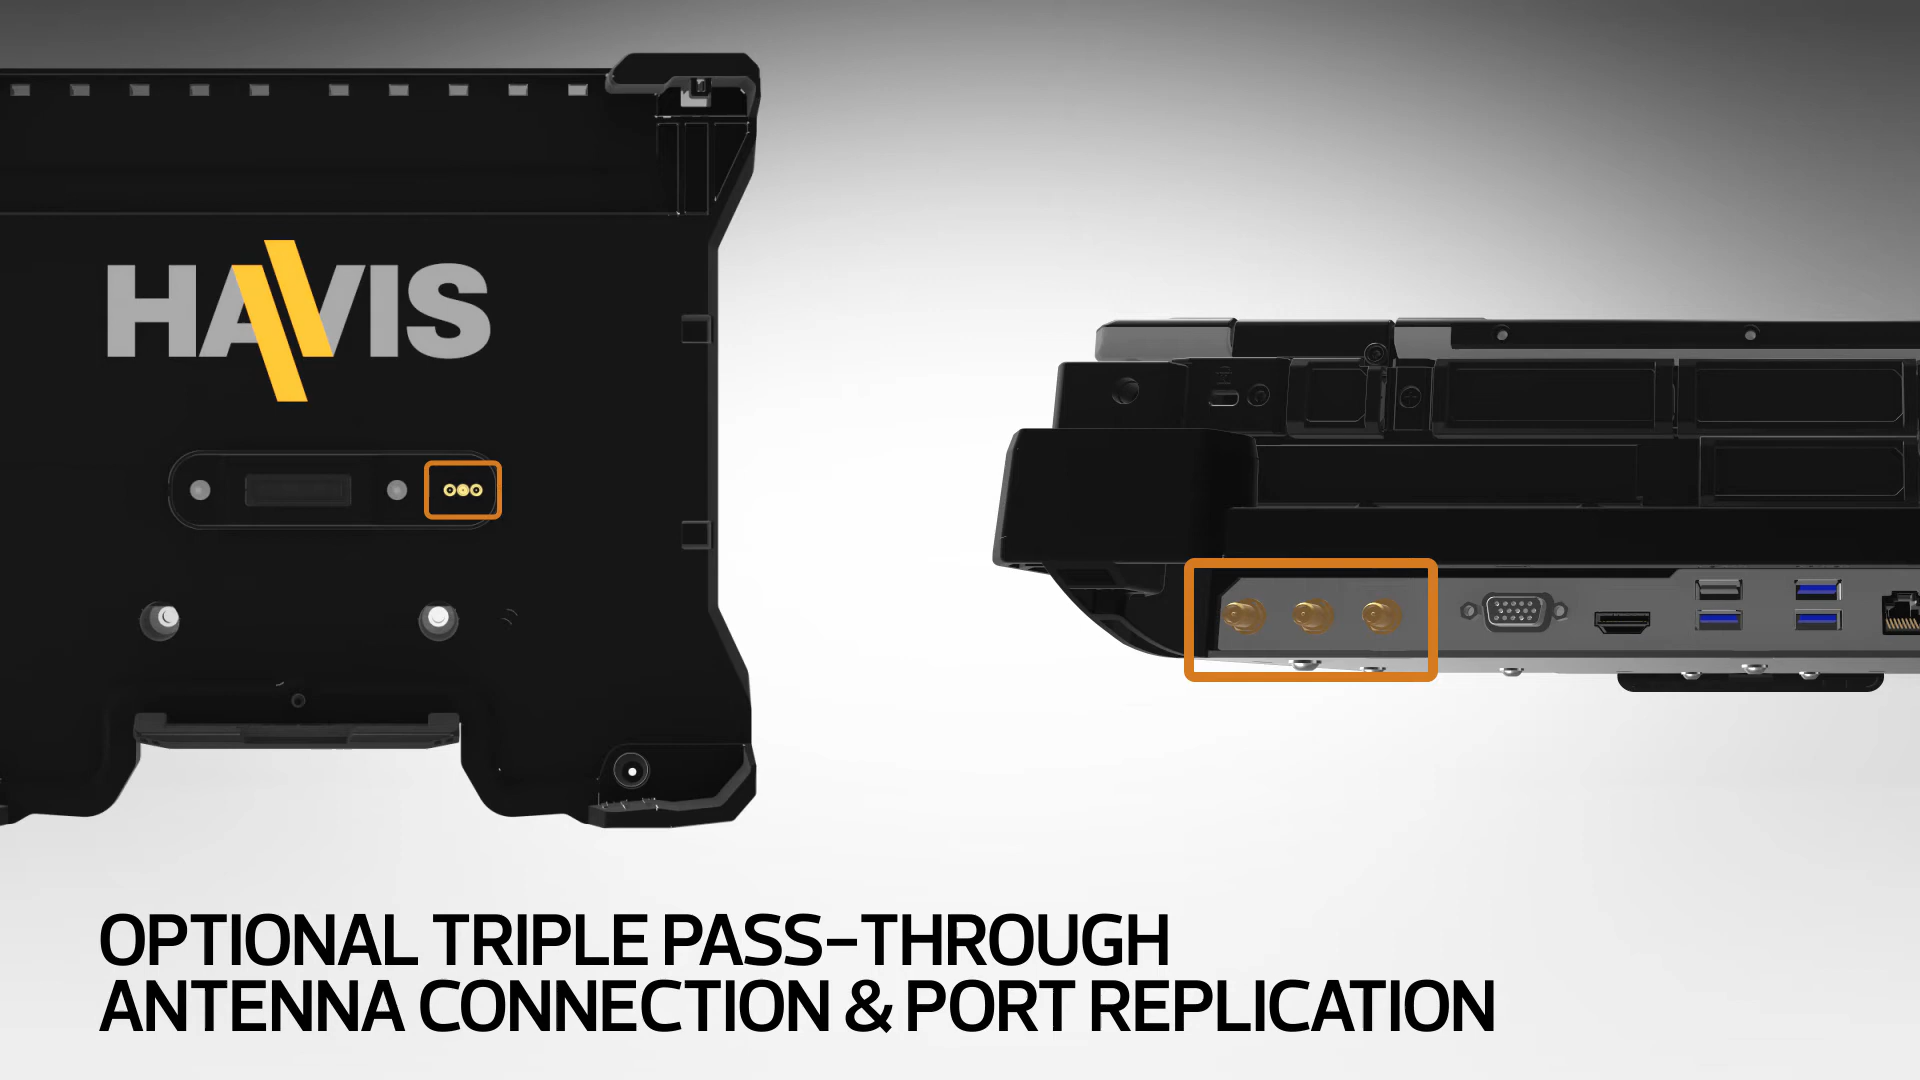 HAVIS
OPTIONAL TRIPLE PASS-THROUGH
ANTENNA CONNECTION & PORT REPLICATION